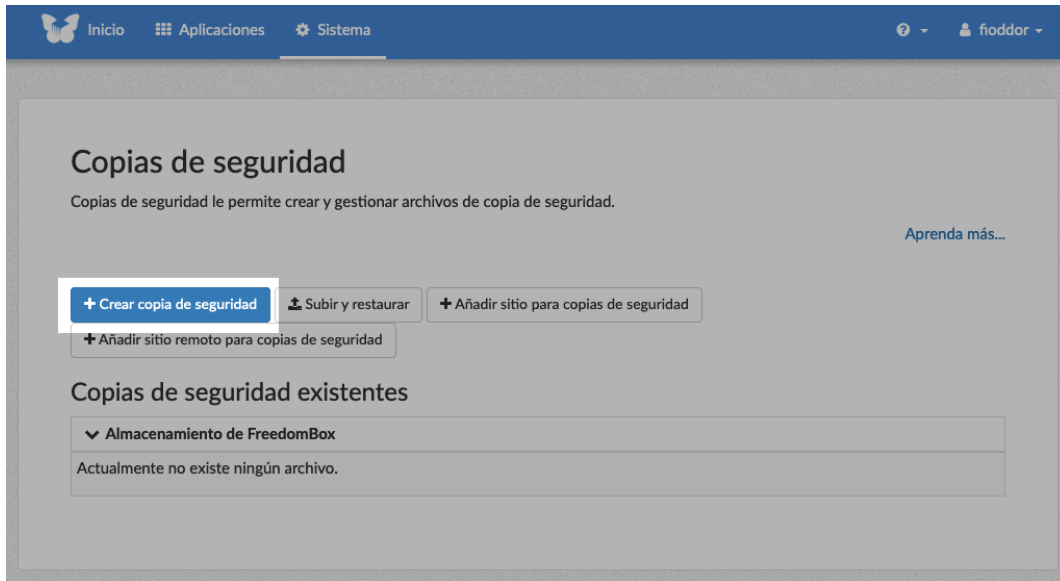 Inicio Aplicaciones Sistema fioddor
Copias de seguridad
Copias de seguridad le permite crear y gestionar archivos de copia de seguridad.
Aprenda más...
Crear copia de seguridad Subir y restaurar Añadir sitio para copias de seguridad
Añadir sitio remoto para copias de seguridad
Copias de seguridad existentes
Almacenamiento de FreedomBox
Actualmente no existe ningún archivo.